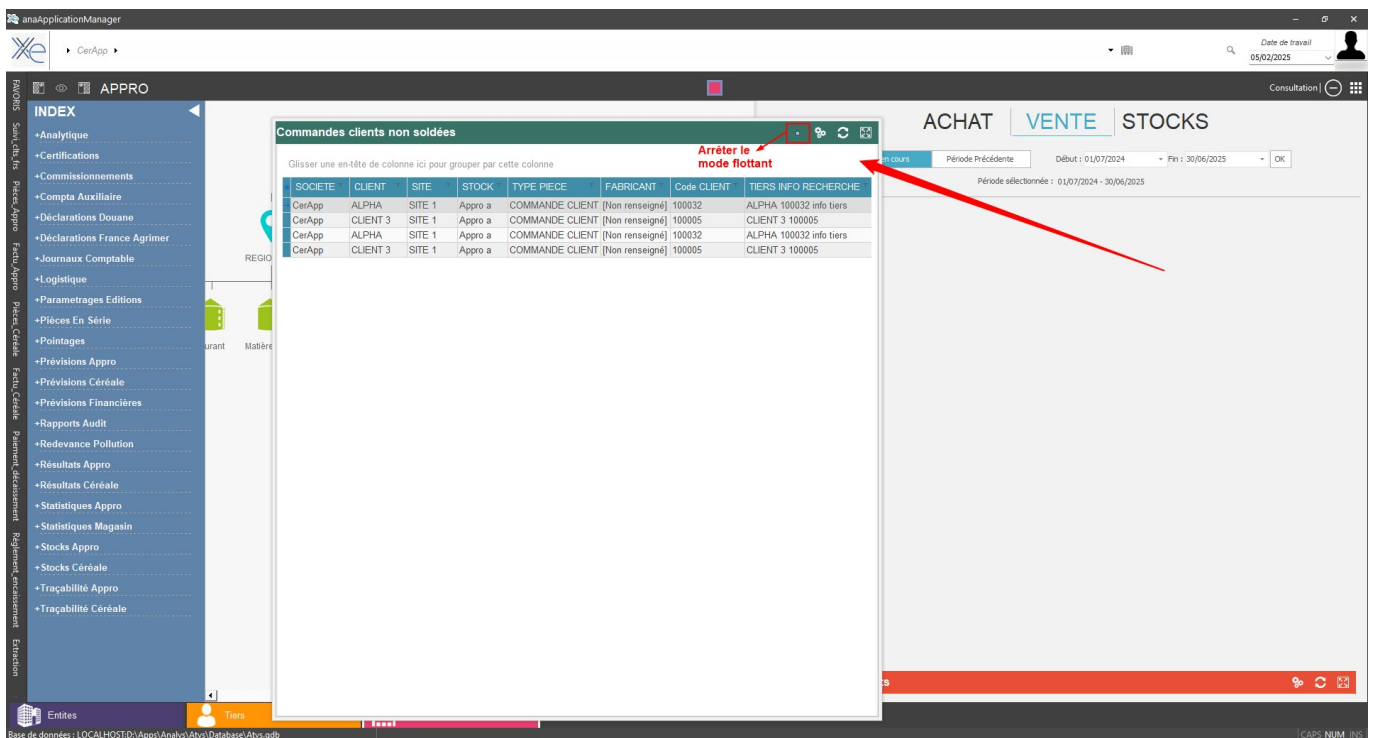 anaApplicationManager
CerApp
Date de travail
05/02/2025
APPRO
Consultation |
FAVORIS
Suivi_clts_frs
Pièces_Appro
Factu_Appro
Pièces_Céréale
Factu_Céréale
Paiement_décaissement
Règlement_encaissement
Extraction
INDEX
+Analytique
+Certifications
+Commissionnements
+Compta Auxiliaire
+Déclarations Douane
+Déclarations France Agrimer
+Journaux Comptable
+Logistique
+Parametrages Editions
+Pièces En Série
+Pointages
+Prévisions Appro
+Prévisions Céréale
+Prévisions Financières
+Rapports Audit
+Redevance Pollution
+Résultats Appro
+Résultats Céréale
+Statistiques Appro
+Statistiques Magasin
+Stocks Appro
+Stocks Céréale
+Traçabilité Appro
+Traçabilité Céréale
REGIO
urant Matière
Commandes clients non soldées
Arrêter le
mode flottant
Glisser une en-tête de colonne ici pour grouper par cette colonne
SOCIETE CLIENT SITE STOCK TYPE PIECE FABRICANT Code CLIENT TIERS INFO RECHERCHE
CerApp ALPHA SITE 1 Appro a COMMANDE CLIENT [Non renseigné] 100032 ALPHA 100032 info tiers
CerApp CLIENT 3 SITE 1 Appro a COMMANDE CLIENT [Non renseigné] 100005 CLIENT 3 100005
CerApp ALPHA SITE 1 Appro a COMMANDE CLIENT [Non renseigné] 100032 ALPHA 100032 info tiers
CerApp CLIENT 3 SITE 1 Appro a COMMANDE CLIENT [Non renseigné] 100005 CLIENT 3 100005
ACHAT VENTE STOCKS
en cours Période Précédente Début : 01/07/2024 Fin : 30/06/2025 OK
Période sélectionnée : 01/07/2024 - 30/06/2025
s
Entites
Tiers
Base de données : LOCALHOST:D:\Apps\Analys\Atys\Database\Atys.gdb
CAPS NUM INS